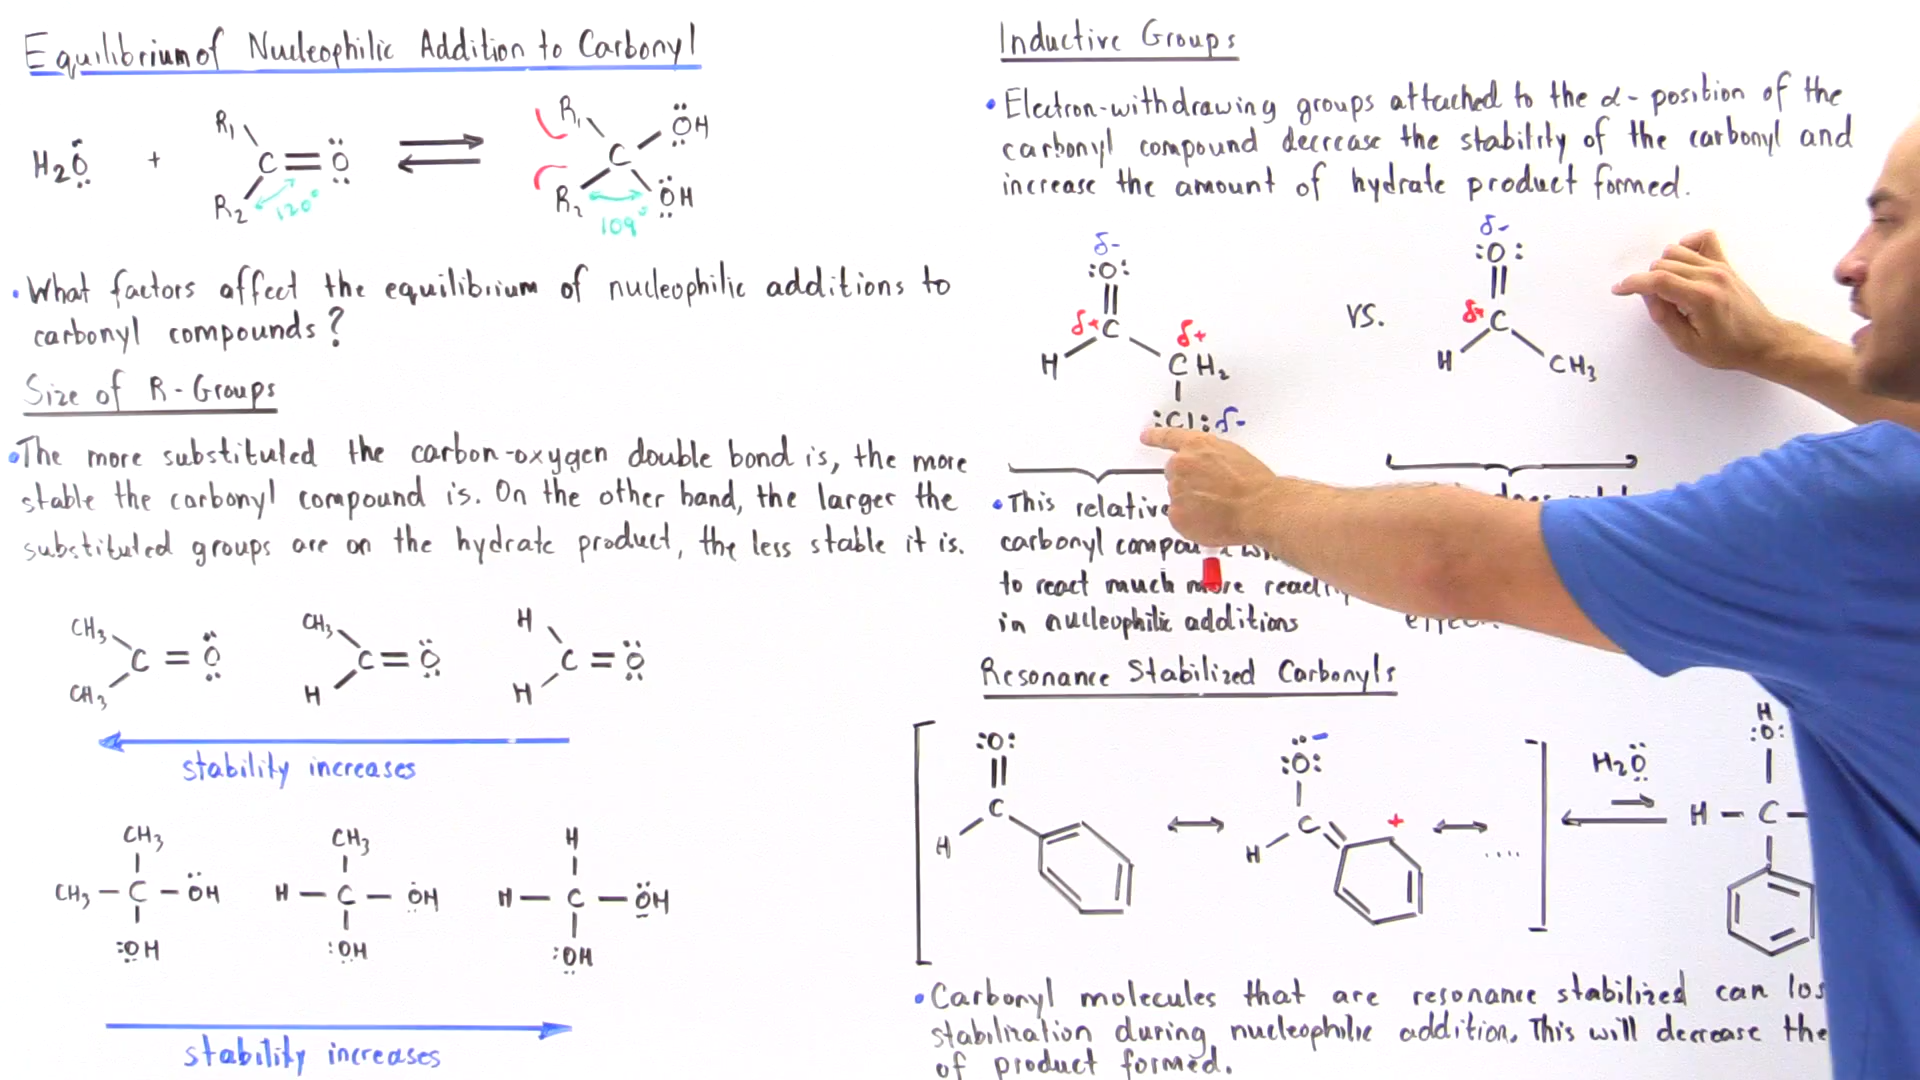 Equilibrium of Nucleophilic Addition to Carbonyl
H2O + R1 R2 C=O 120° ⇌ R1 R2 C OH OH 109°
• What factors affect the equilibrium of nucleophilic additions to
carbonyl compounds?
Size of R-Groups
• The more substituted the carbon-oxygen double bond is, the more
stable the carbonyl compound is. On the other hand, the larger the
substituted groups are on the hydrate product, the less stable it is.
CH3 CH3 C=O
CH3 H C=O
H H C=O
stability increases
CH3 CH3-C-OH OH
CH3 H-C-OH OH
H H-C-OH OH
stability increases
Inductive Groups
• Electron-withdrawing groups attached to the α-position of the
carbonyl compound decrease the stability of the carbonyl and
increase the amount of hydrate product formed.
δ- :O: δ+ C H δ+ CH2 :Cl: δ-
vs.
δ- :O: δ+ C H CH3
• This
carbonyl
to react much more
in nucleophilic additions
Resonance Stabilized Carbonyls
:O: C H
:O: - C H +
....
H2O
H :O: H-C-
• Carbonyl molecules that are resonance stabilized can
stabilization during nucleophilic addition. This will decrease the
of product formed.